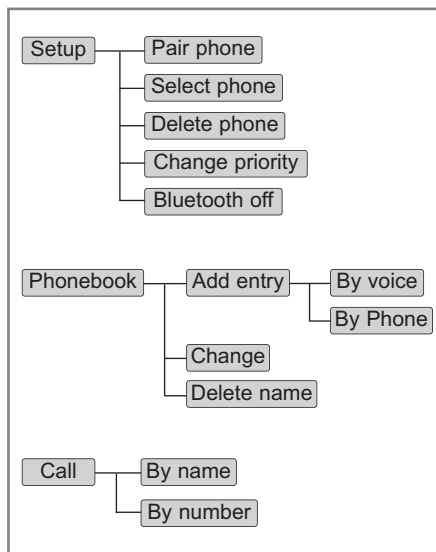 Setup
Pair phone
Select phone
Delete phone
Change priority
Bluetooth off
Phonebook
Add entry
By voice
By Phone
Change
Delete name
Call
By name
By number